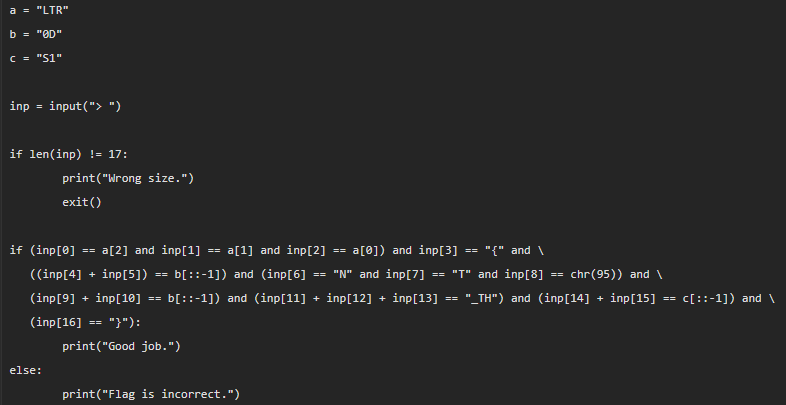 a = "LTR"
b = "0D"
c = "S1"
inp = input("> ")
if len(inp) != 17:
print("Wrong size.")
exit()
if (inp[0] == a[2] and inp[1] == a[1] and inp[2] == a[0]) and inp[3] == "{" and \
((inp[4] + inp[5]) == b[::-1]) and (inp[6] == "N" and inp[7] == "T" and inp[8] == chr(95)) and \
(inp[9] + inp[10] == b[::-1]) and (inp[11] + inp[12] + inp[13] == "_TH") and (inp[14] + inp[15] == c[::-1]) and \
(inp[16] == "}"):
print("Good job.")
else:
print("Flag is incorrect.")